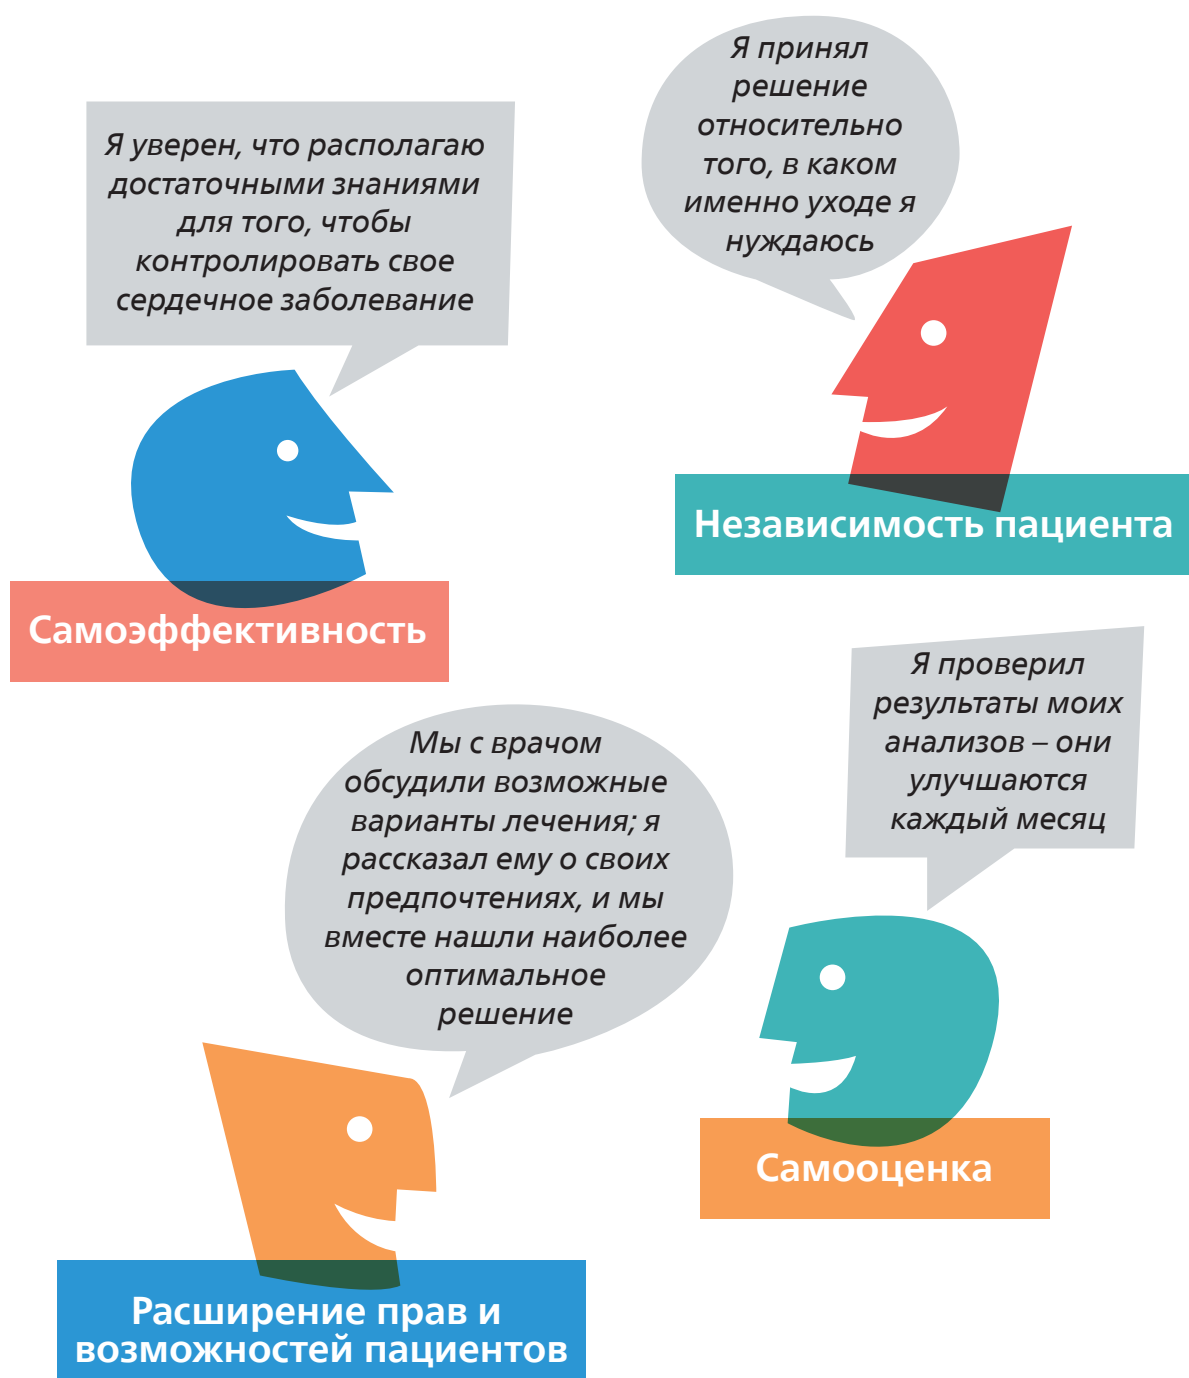 Я уверен, что располагаю
достаточными знаниями
для того, чтобы
контролировать свое
сердечное заболевание
Самоэффективность
Я принял
решение
относительно
того, в каком
именно уходе я
нуждаюсь
Независимость пациента
Мы с врачом
обсудили возможные
варианты лечения; я
рассказал ему о своих
предпочтениях, и мы
вместе нашли наиболее
оптимальное
решение
Расширение прав и
возможностей пациентов
Я проверил
результаты моих
анализов – они
улучшаются
каждый месяц
Самооценка